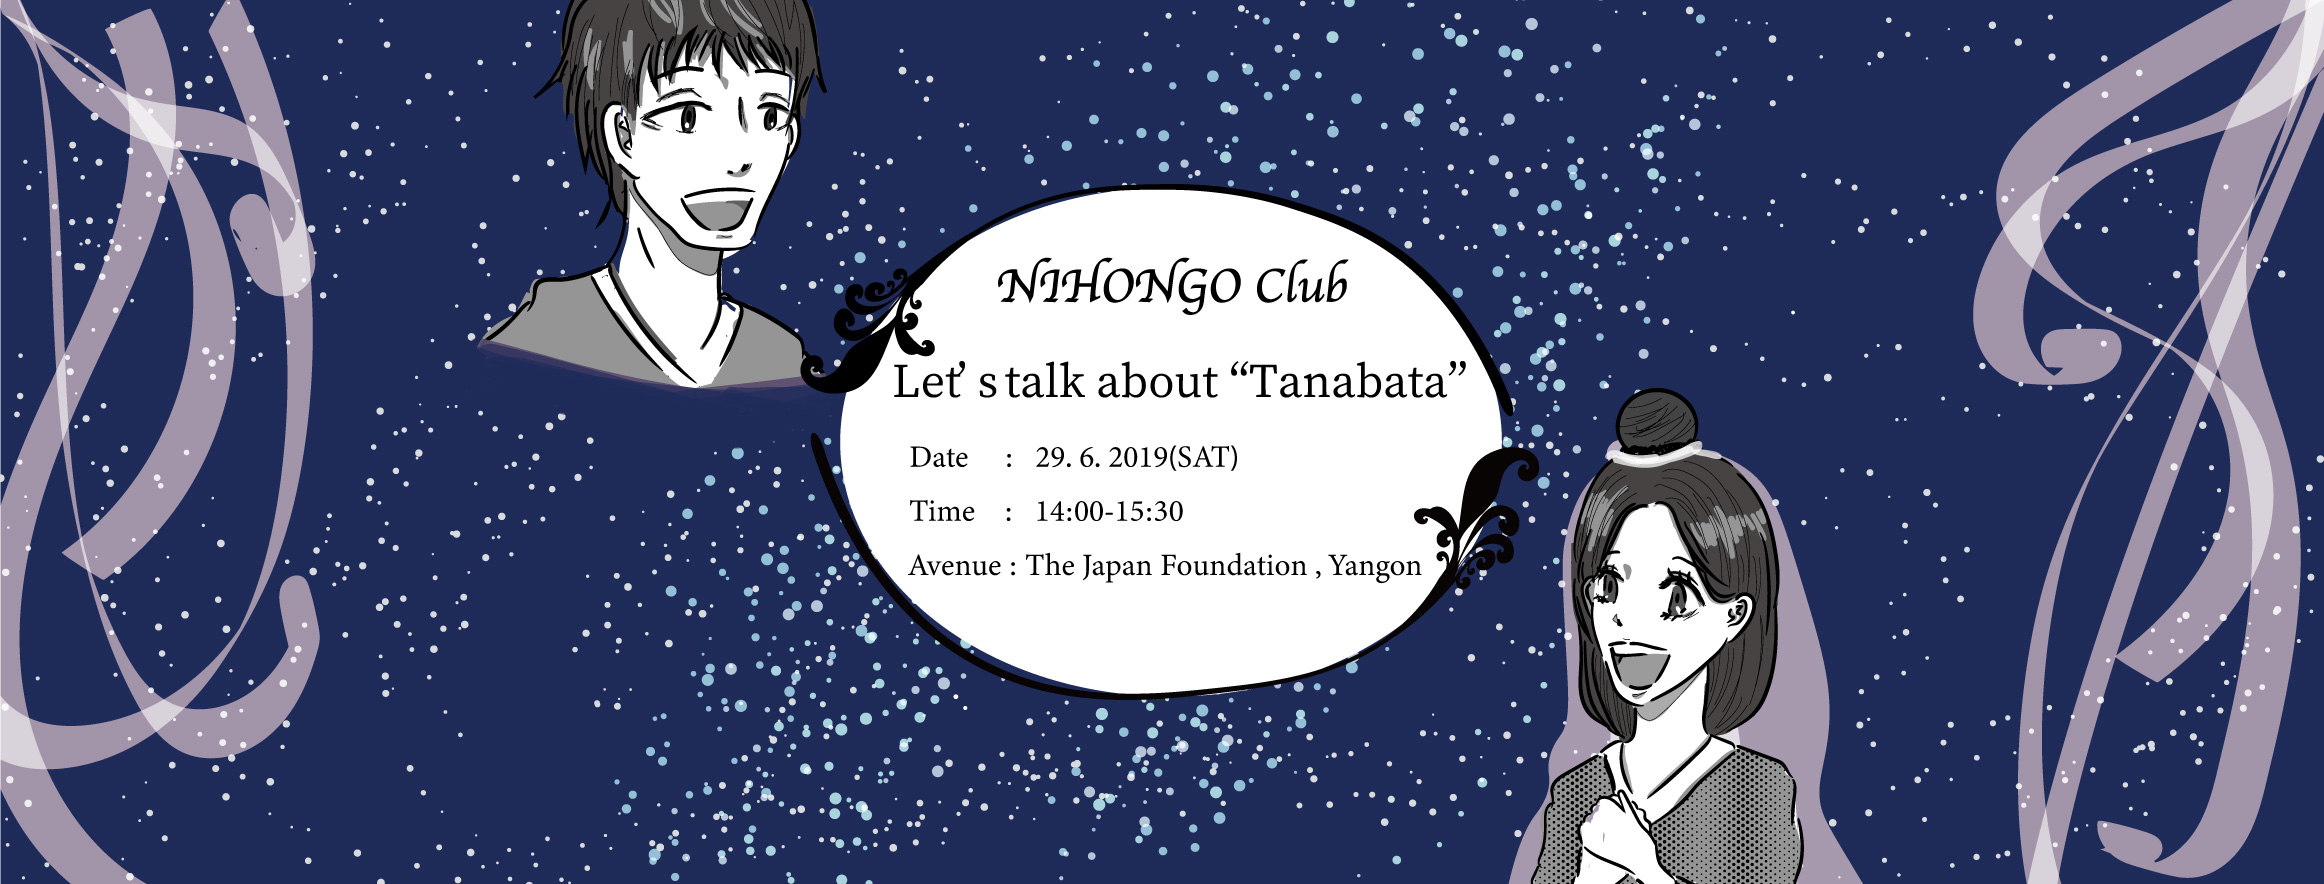 NIHONGO Club
Let's talk about “Tanabata”
Date : 29. 6. 2019(SAT)
Time : 14:00-15:30
Avenue : The Japan Foundation , Yangon